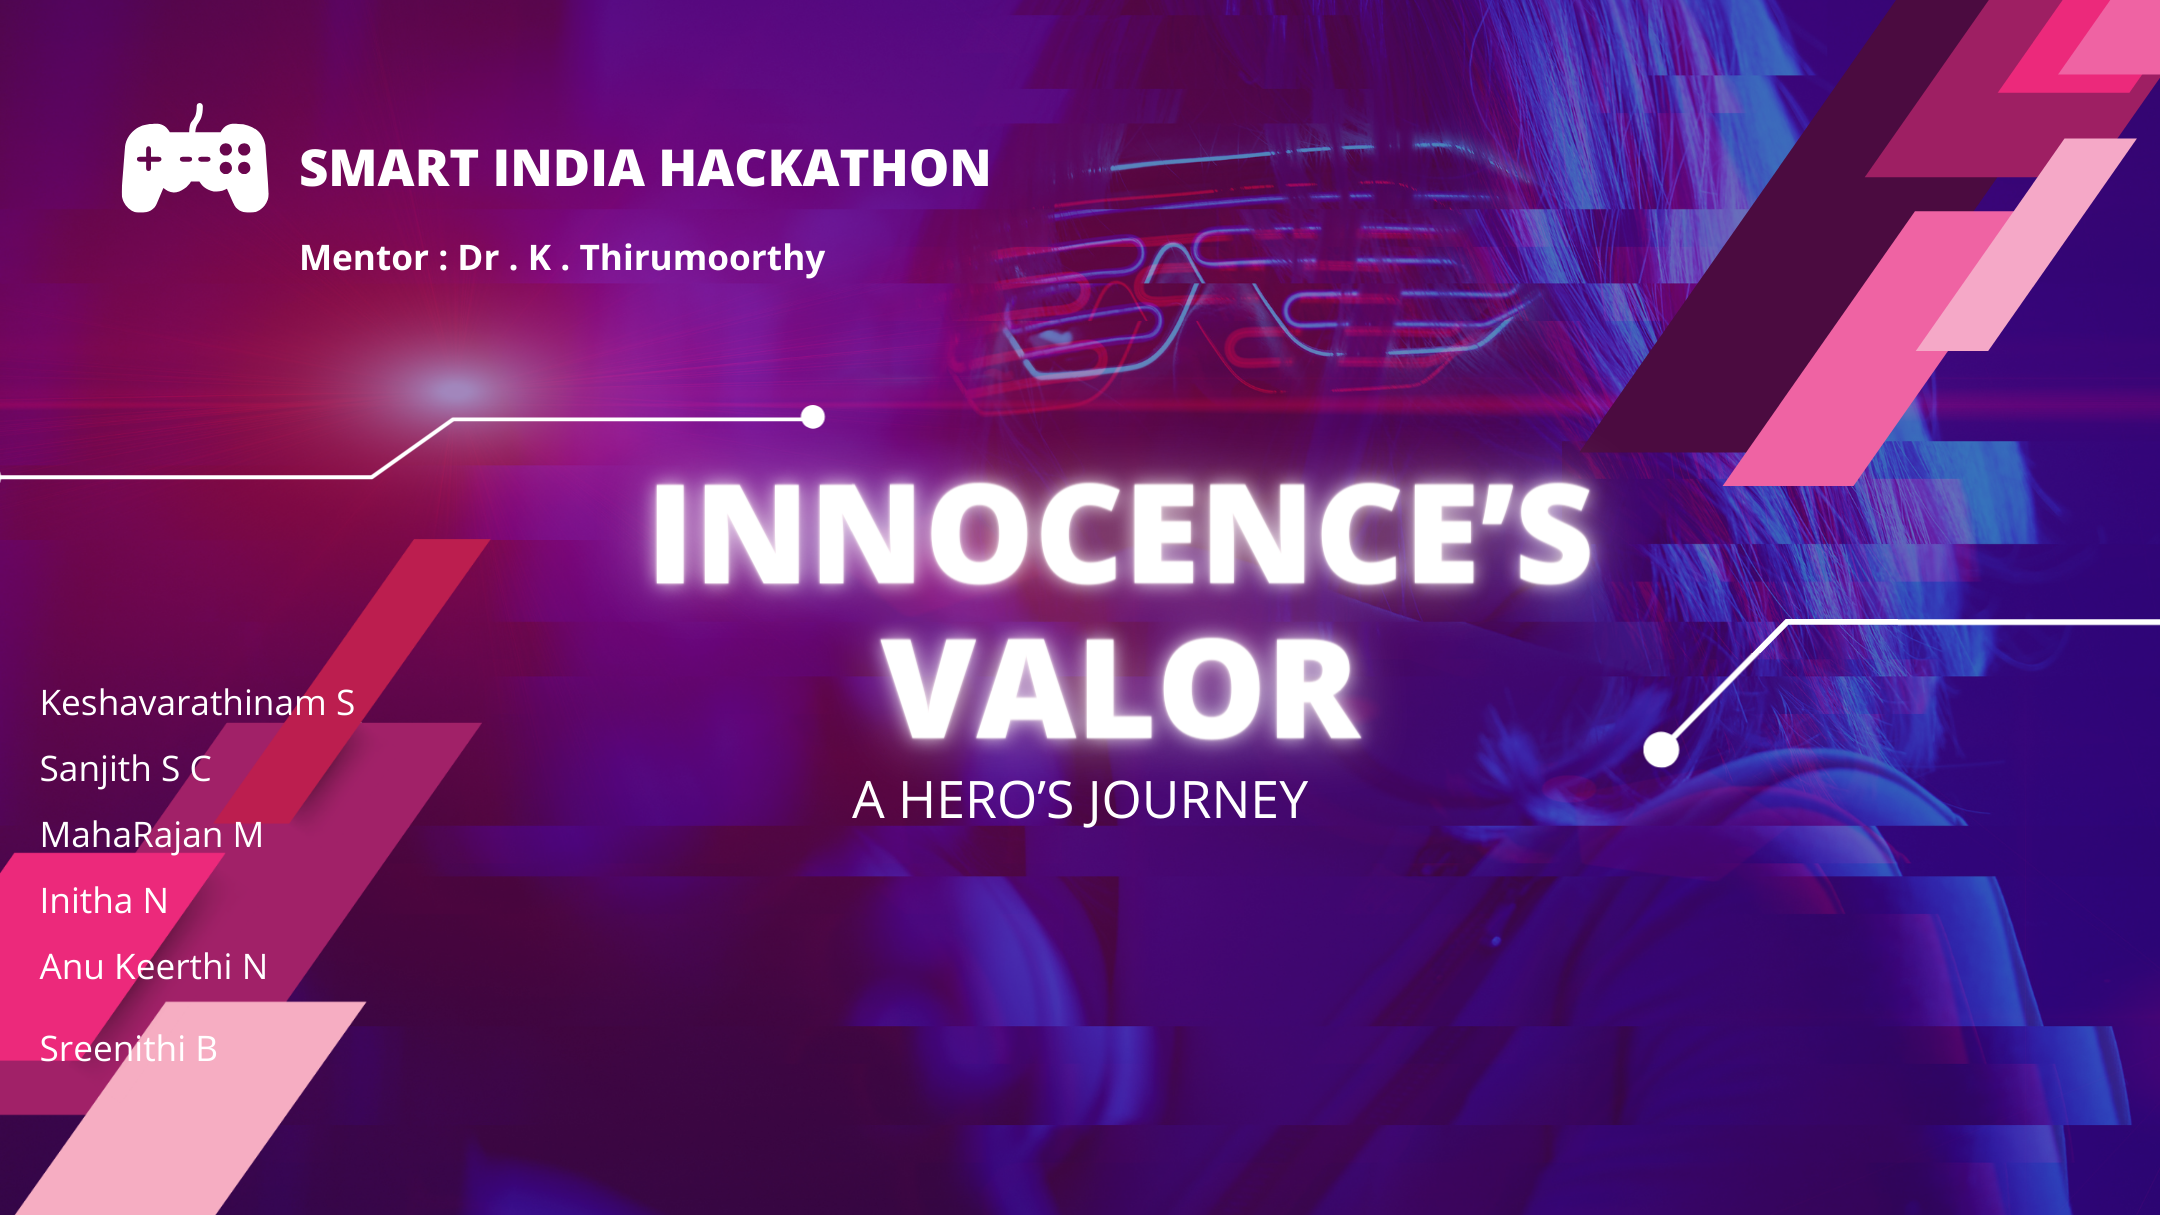 SMART INDIA HACKATHON
Mentor : Dr . K . Thirumoorthy
INNOCENCE’S
VALOR
A HERO’S JOURNEY
Keshavarathinam S
Sanjith S C
MahaRajan M
Initha N
Anu Keerthi N
Sreenithi B